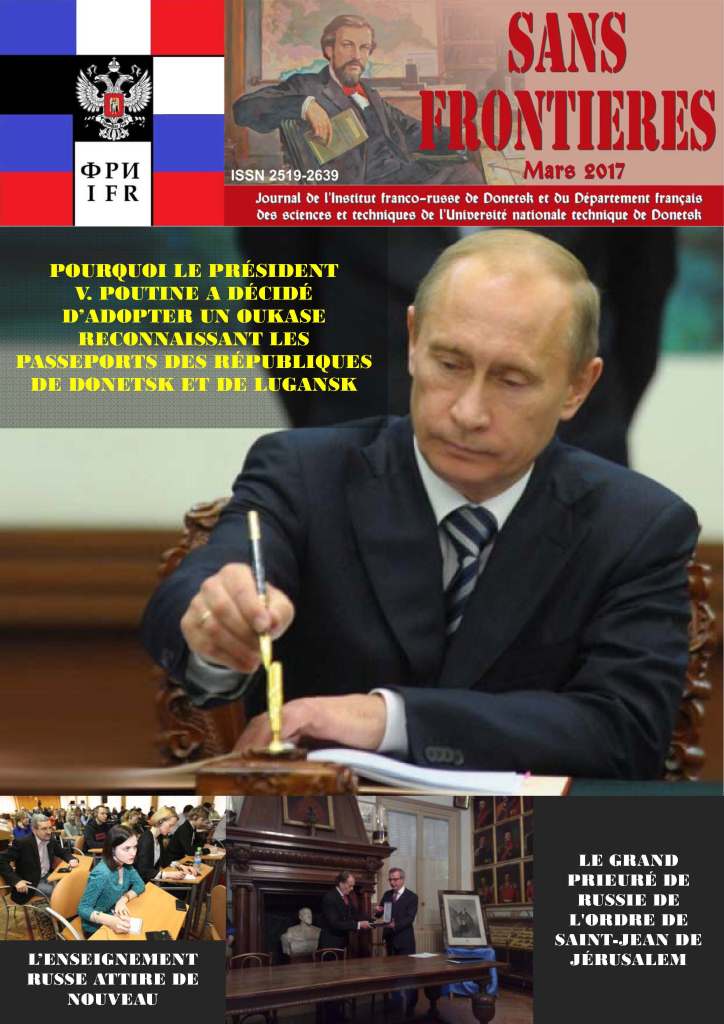 SANS
FRONTIERES
Mars 2017
ФРИ
IFR
ISSN 2519-2639
Journal de l'Institut franco-russe de Donetsk et du Département français
des sciences et techniques de l'Université nationale technique de Donetsk
POURQUOI LE PRÉSIDENT
V. POUTINE A DÉCIDÉ
D'ADOPTER UN OUKASE
RECONNAISSANT LES
PASSEPORTS DES RÉPUBLIQUES
DE DONETSK ET DE LUGANSK
L'ENSEIGNEMENT
RUSSE ATTIRE DE
NOUVEAU
LE GRAND
PRIEURÉ DE
RUSSIE DE
L'ORDRE DE
SAINT-JEAN DE
JÉRUSALEM